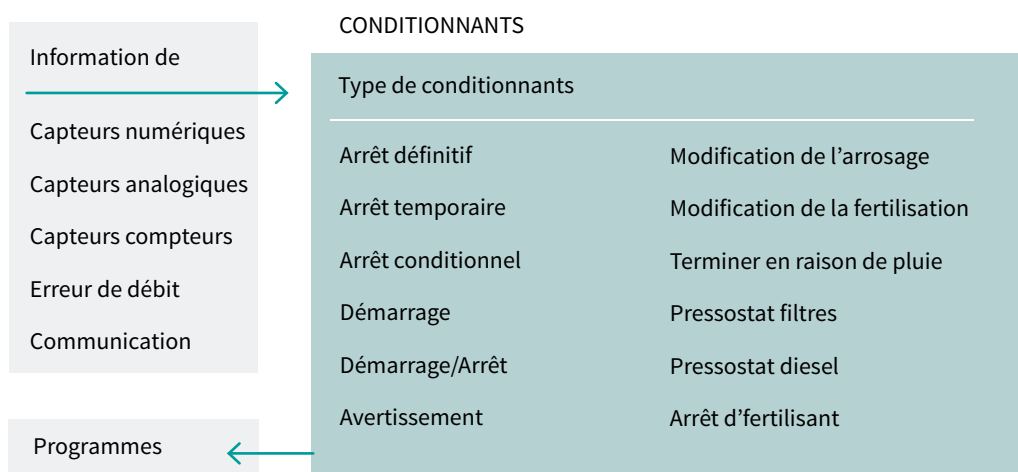 CONDITIONNANTS
Information de
Capteurs numériques
Capteurs analogiques
Capteurs compteurs
Erreur de débit
Communication
Programmes
Type de conditionnants
Arrêt définitif
Arrêt temporaire
Arrêt conditionnel
Démarrage
Démarrage/Arrêt
Avertissement
Modification de l’arrosage
Modification de la fertilisation
Terminer en raison de pluie
Pressostat filtres
Pressostat diesel
Arrêt d’fertilisant